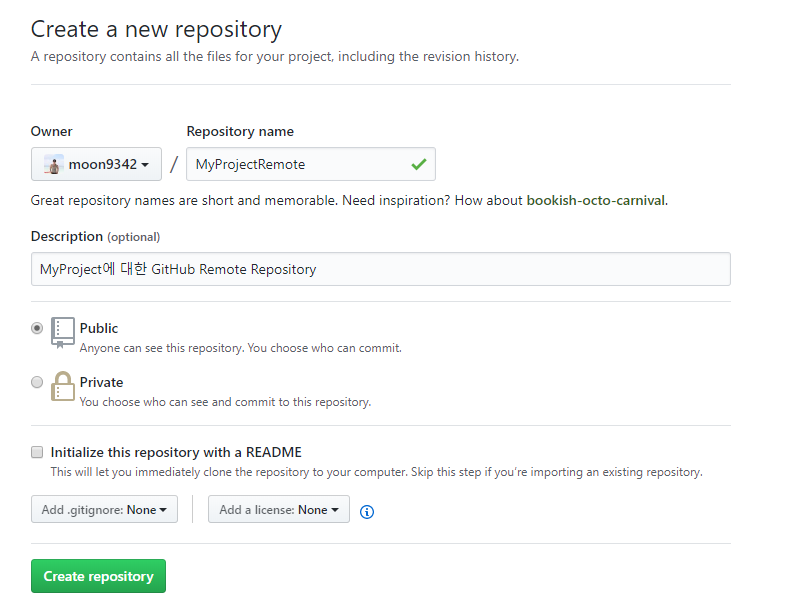 Create a new repository
A repository contains all the files for your project, including the revision history.
Owner
Repository name
moon9342
/
MyProjectRemote
Great repository names are short and memorable. Need inspiration? How about bookish-octo-carnival.
Description (optional)
MyProject에 대한 GitHub Remote Repository
Public
Anyone can see this repository. You choose who can commit.
Private
You choose who can see and commit to this repository.
Initialize this repository with a README
This will let you immediately clone the repository to your computer. Skip this step if you're importing an existing repository.
Add .gitignore: None
Add a license: None
Create repository